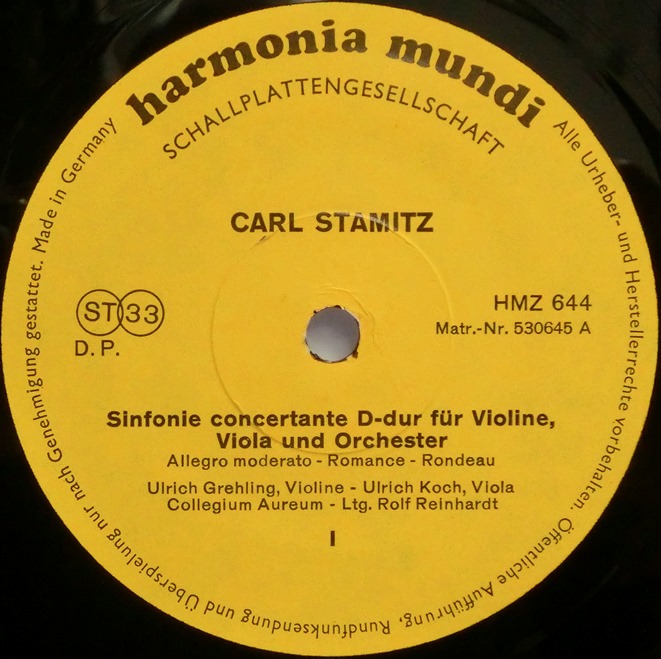 harmonia mundi
SCHALLPLATTENGESELLSCHAFT
CARL STAMITZ
ST 33
D.P.
HMZ 644
Matr.-Nr. 530645 A
Sinfonie concertante D-dur für Violine,
Viola und Orchester
Allegro moderato - Romance - Rondeau
Ulrich Grehling, Violine - Ulrich Koch, Viola
Collegium Aureum - Ltg. Rolf Reinhardt
I
Alle Urheber- und Herstellerrechte vorbehalten. Öffentliche Aufführung, Rundfunksendung und Überspielung nur nach Genehmigung gestattet. Made in Germany